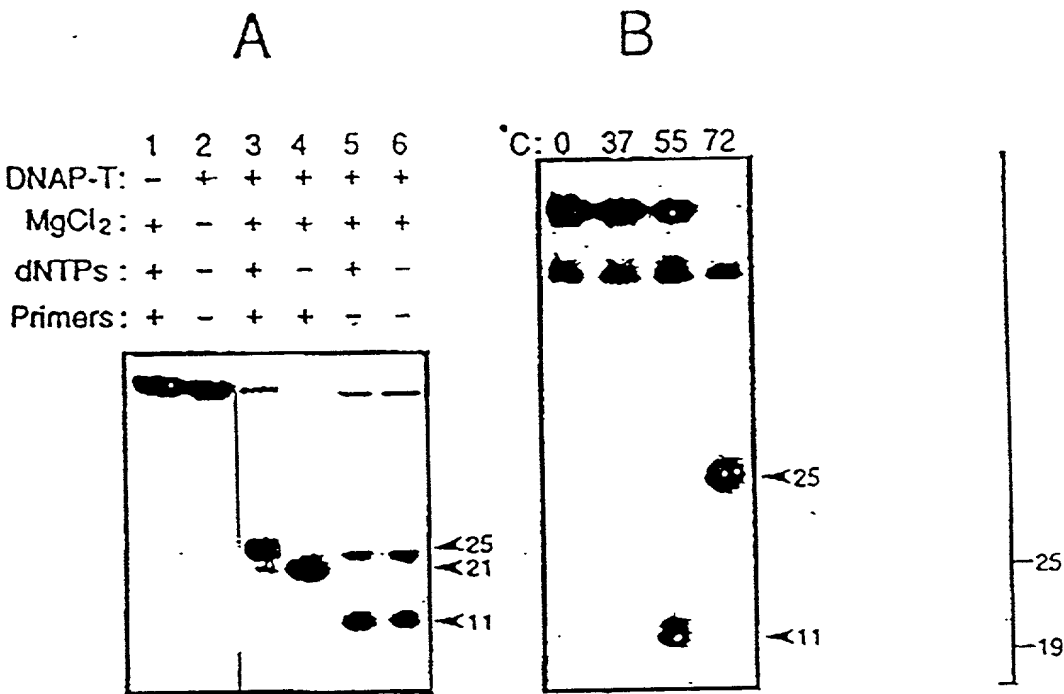 A
B
1 2 3 4 5 6
DNAP-T: - + + + + +
MgCl₂: + - + + + +
dNTPs: + - + - + -
Primers: + - + + - -
°C: 0 37 55 72
25
21
11
25
11
25
19